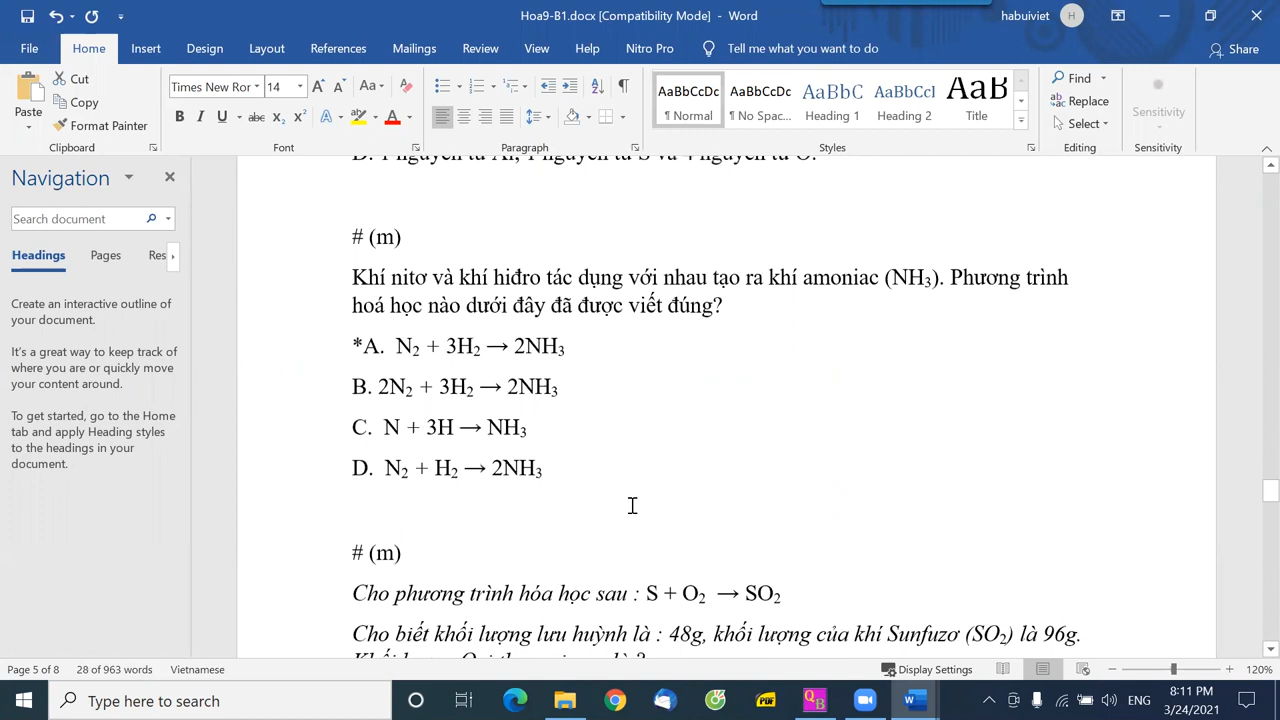 Hoa9-B1.docx [Compatibility Mode] - Word
habuiviet
H
File Home Insert Design Layout References Mailings Review View Help Nitro Pro Tell me what you want to do Share
Paste
Cut
Copy
Format Painter
Clipboard
Times New Ror 14
B I U abc x₂ x²
Font
Paragraph
AaBbCcDc
¶ Normal
AaBbCcDc
¶ No Spac...
AaBbC
Heading 1
AaBbCcI
Heading 2
AaB
Title
Styles
Find
Replace
Select
Editing
Sensitivity
Sensitivity
Navigation
Search document
Headings Pages Res
Create an interactive outline of
your document.
It's a great way to keep track of
where you are or quickly move
your content around.
To get started, go to the Home
tab and apply Heading styles
to the headings in your
document.
# (m)
Khí nitơ và khí hiđro tác dụng với nhau tạo ra khí amoniac (NH₃). Phương trình
hoá học nào dưới đây đã được viết đúng?
*A. N₂ + 3H₂ → 2NH₃
B. 2N₂ + 3H₂ → 2NH₃
C. N + 3H → NH₃
D. N₂ + H₂ → 2NH₃
# (m)
Cho phương trình hóa học sau : S + O₂ → SO₂
Cho biết khối lượng lưu huỳnh là : 48g, khối lượng của khí Sunfuzơ (SO₂) là 96g.
Page 5 of 8 28 of 963 words Vietnamese Display Settings 120%
Type here to search
QB
ENG
8:11 PM
3/24/2021